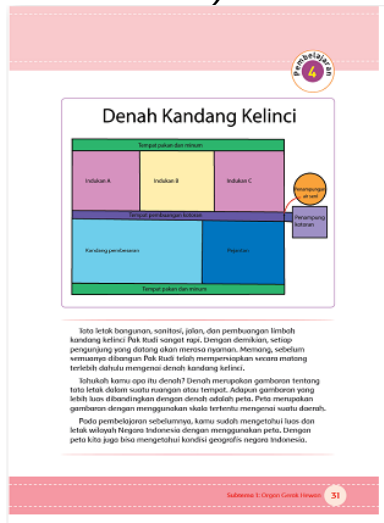 Pembelajaran
4
Denah Kandang Kelinci
Tempat pakan dan minum
Indukan A
Indukan B
Indukan C
Penampungan
air seni
Tempat pembuangan kotoran
Penampung
kotoran
Kandang pembesaran
Pejantan
Tempat pakan dan minum
Tata letak bangunan, sanitasi, jalan, dan pembuangan limbah
kandang kelinci Pak Rudi sangat rapi. Dengan demikian, setiap
pengunjung yang datang akan merasa nyaman. Memang, sebelum
semuanya dibangun Pak Rudi telah mempersiapkan secara matang
terlebih dahulu mengenai denah kandang kelinci.
Tahukah kamu apa itu denah? Denah merupakan gambaran tentang
tata letak dalam suatu ruangan atau tempat. Adapun gambaran yang
lebih luas dibandingkan dengan denah adalah peta. Peta merupakan
gambaran dengan menggunakan skala tertentu mengenai suatu daerah.
Pada pembelajaran sebelumnya, kamu sudah mengetahui luas dan
letak wilayah Negara Indonesia dengan menggunakan peta. Dengan
peta kita juga bisa mengetahui kondisi geografis negara Indonesia.
Subtema 1: Organ Gerak Hewan 31